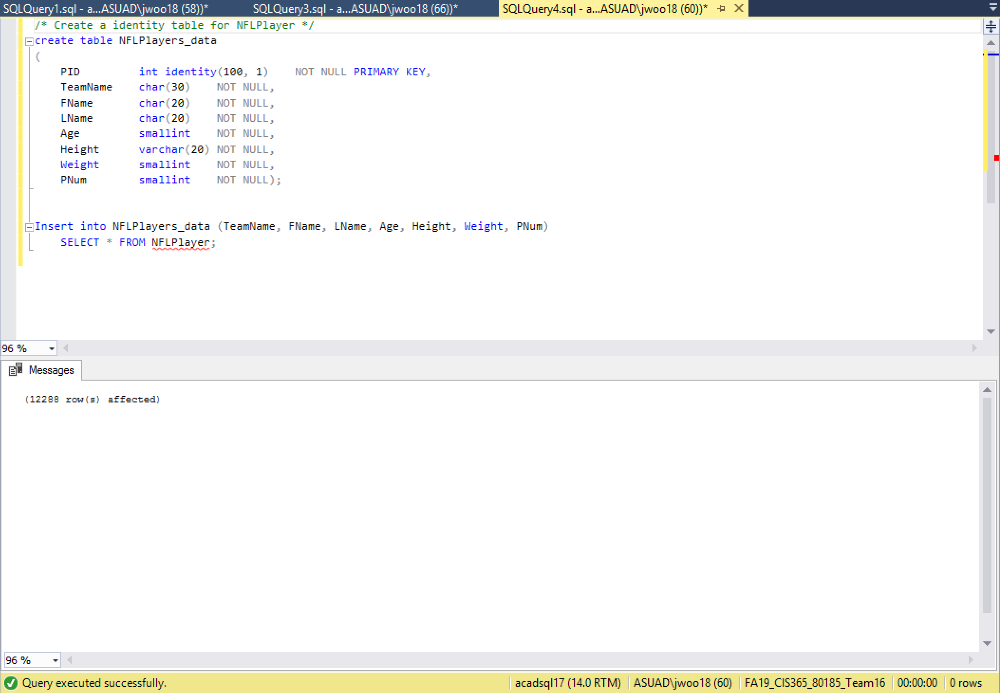 SQLQuery1.sql - a...ASUAD\jwoo18 (58))* SQLQuery3.sql - a...ASUAD\jwoo18 (66))* SQLQuery4.sql - a...ASUAD\jwoo18 (60))*
/* Create a identity table for NFLPlayer */
create table NFLPlayers_data
(
PID int identity(100, 1) NOT NULL PRIMARY KEY,
TeamName char(30) NOT NULL,
FName char(20) NOT NULL,
LName char(20) NOT NULL,
Age smallint NOT NULL,
Height varchar(20) NOT NULL,
Weight smallint NOT NULL,
PNum smallint NOT NULL);
Insert into NFLPlayers_data (TeamName, FName, LName, Age, Height, Weight, PNum)
SELECT * FROM NFLPlayer;
96 %
Messages
(12288 row(s) affected)
96 %
Query executed successfully. acadsql17 (14.0 RTM) ASUAD\jwoo18 (60) FA19_CIS365_80185_Team16 00:00:00 0 rows